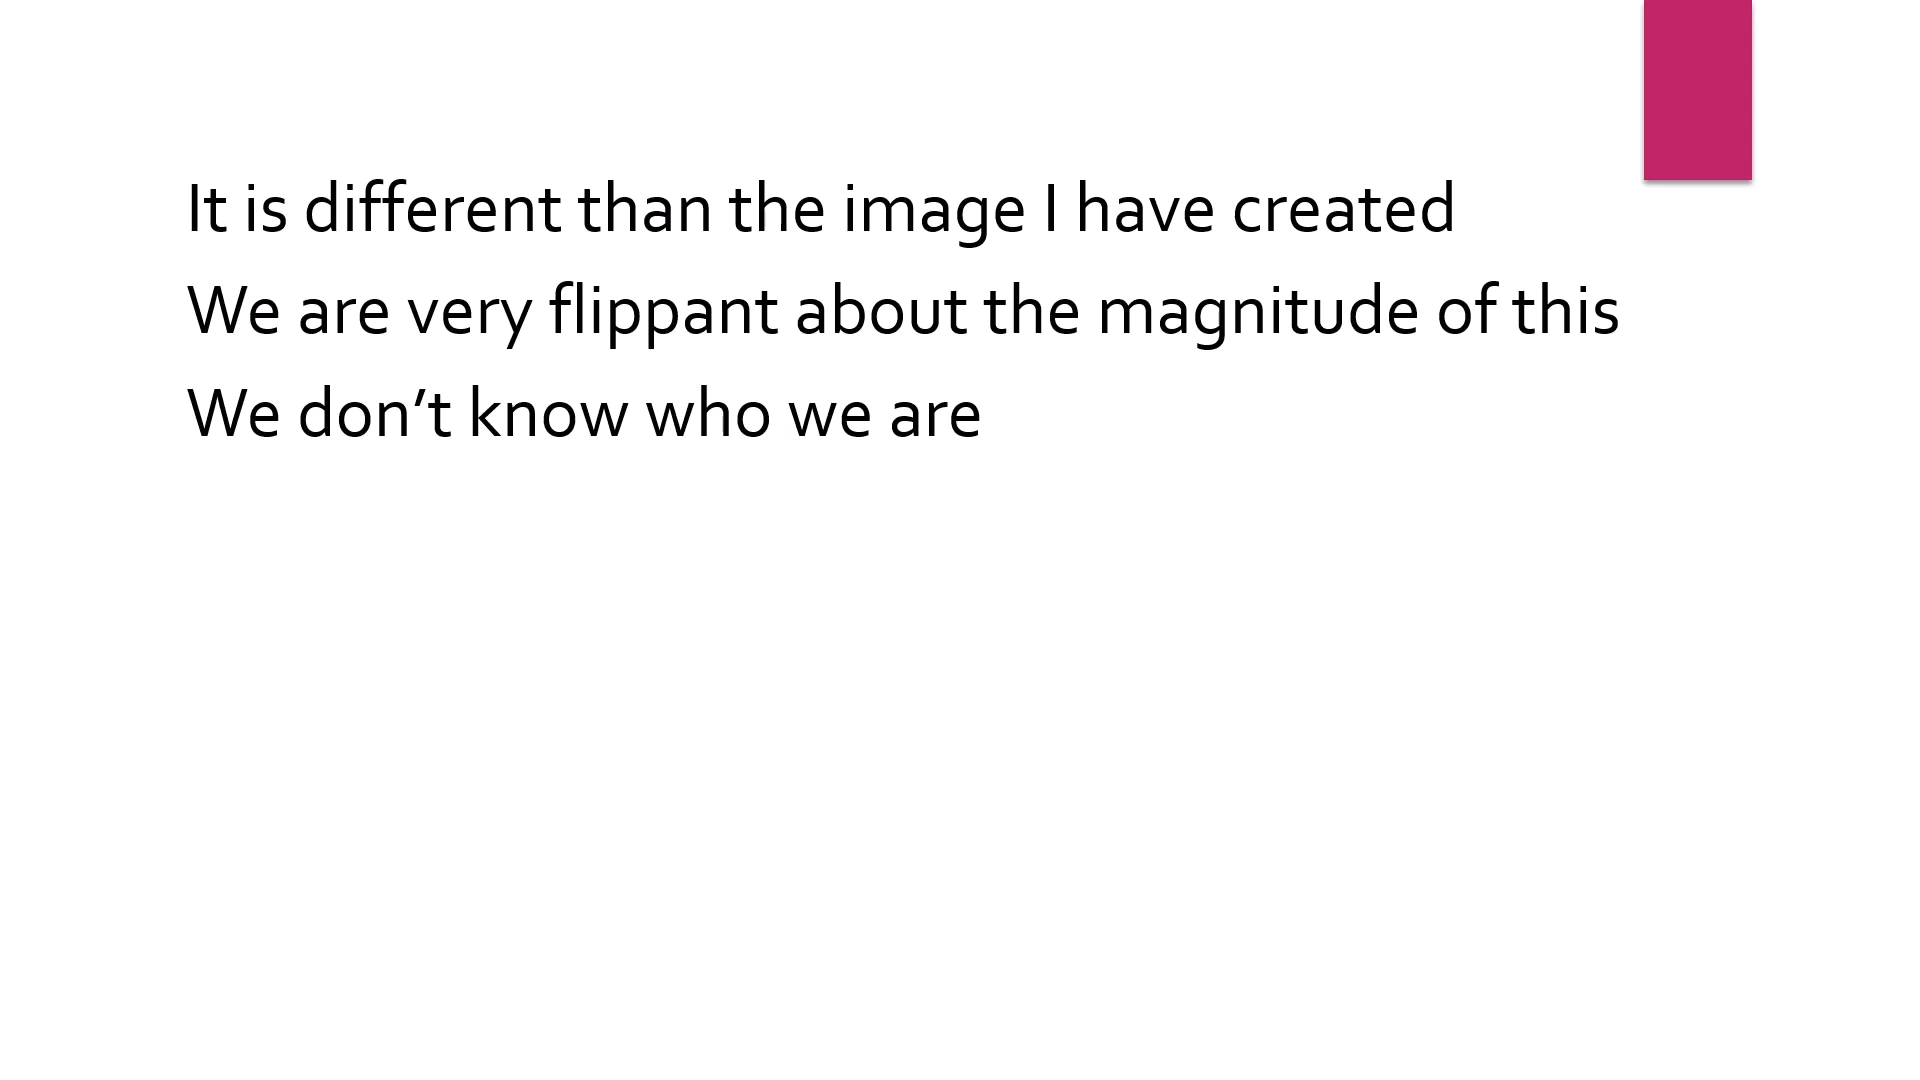 It is different than the image I have created
We are very flippant about the magnitude of this
We don’t know who we are